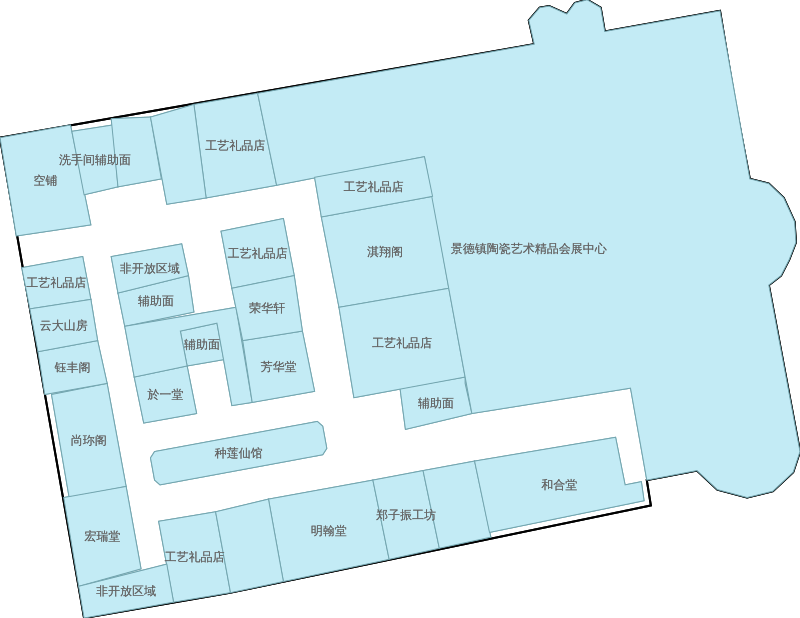 工艺礼品店
洗手间辅助面
空铺
工艺礼品店
景德镇陶瓷艺术精品会展中心
淇翔阁
工艺礼品店
非开放区域
工艺礼品店
辅助面
云大山房
荣华轩
辅助面
工艺礼品店
钰丰阁
芳华堂
於一堂
辅助面
尚珎阁
种莲仙馆
和合堂
郑子振工坊
明翰堂
宏瑞堂
工艺礼品店
非开放区域